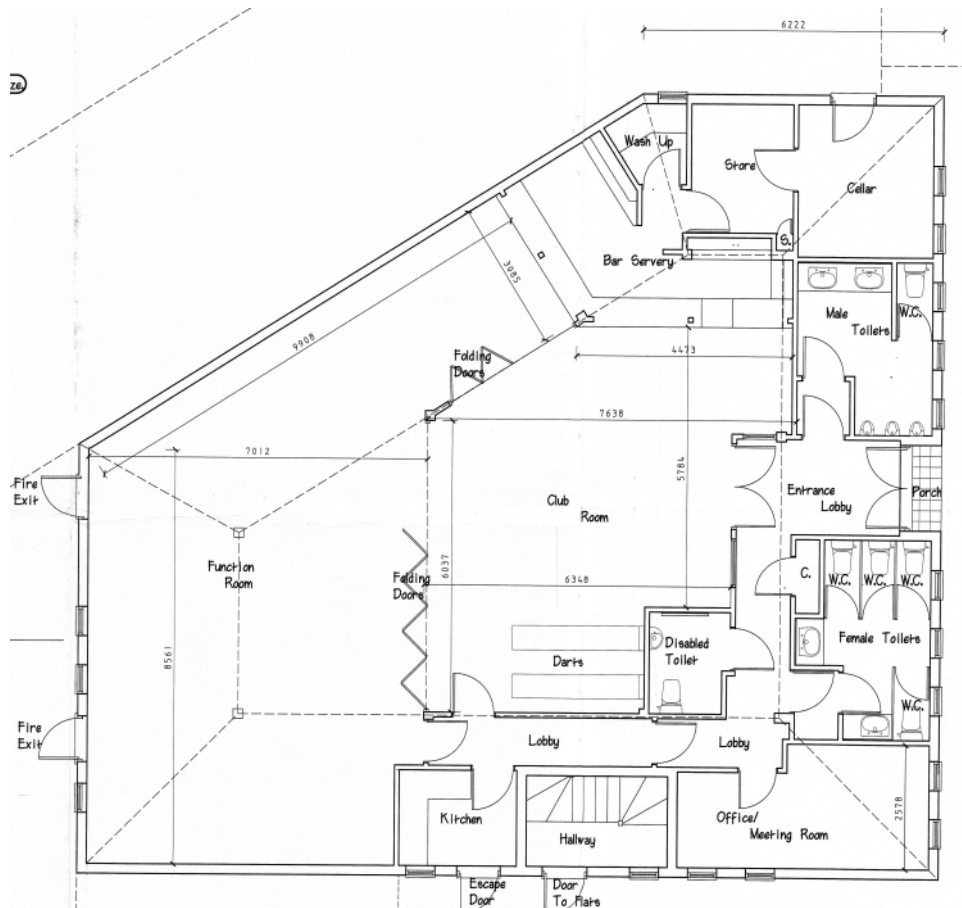 6222
ze.
Wash Up
Store
Cellar
S.
Bar Servery
3085
9908
Male
Toilets
W.C.
4473
Folding
Doors
7638
7012
5784
Fire
Exit
Club
Room
Entrance
Lobby
Porch
Function
Room
Folding
Doors
6037
6348
C.
W.C.
W.C.
W.C.
Female Toilets
8561
Darts
Disabled
Toilet
W.C.
Fire
Exit
Lobby
Lobby
2578
Kitchen
Hallway
Office/
Meeting Room
Escape
Door
Door
To Flats